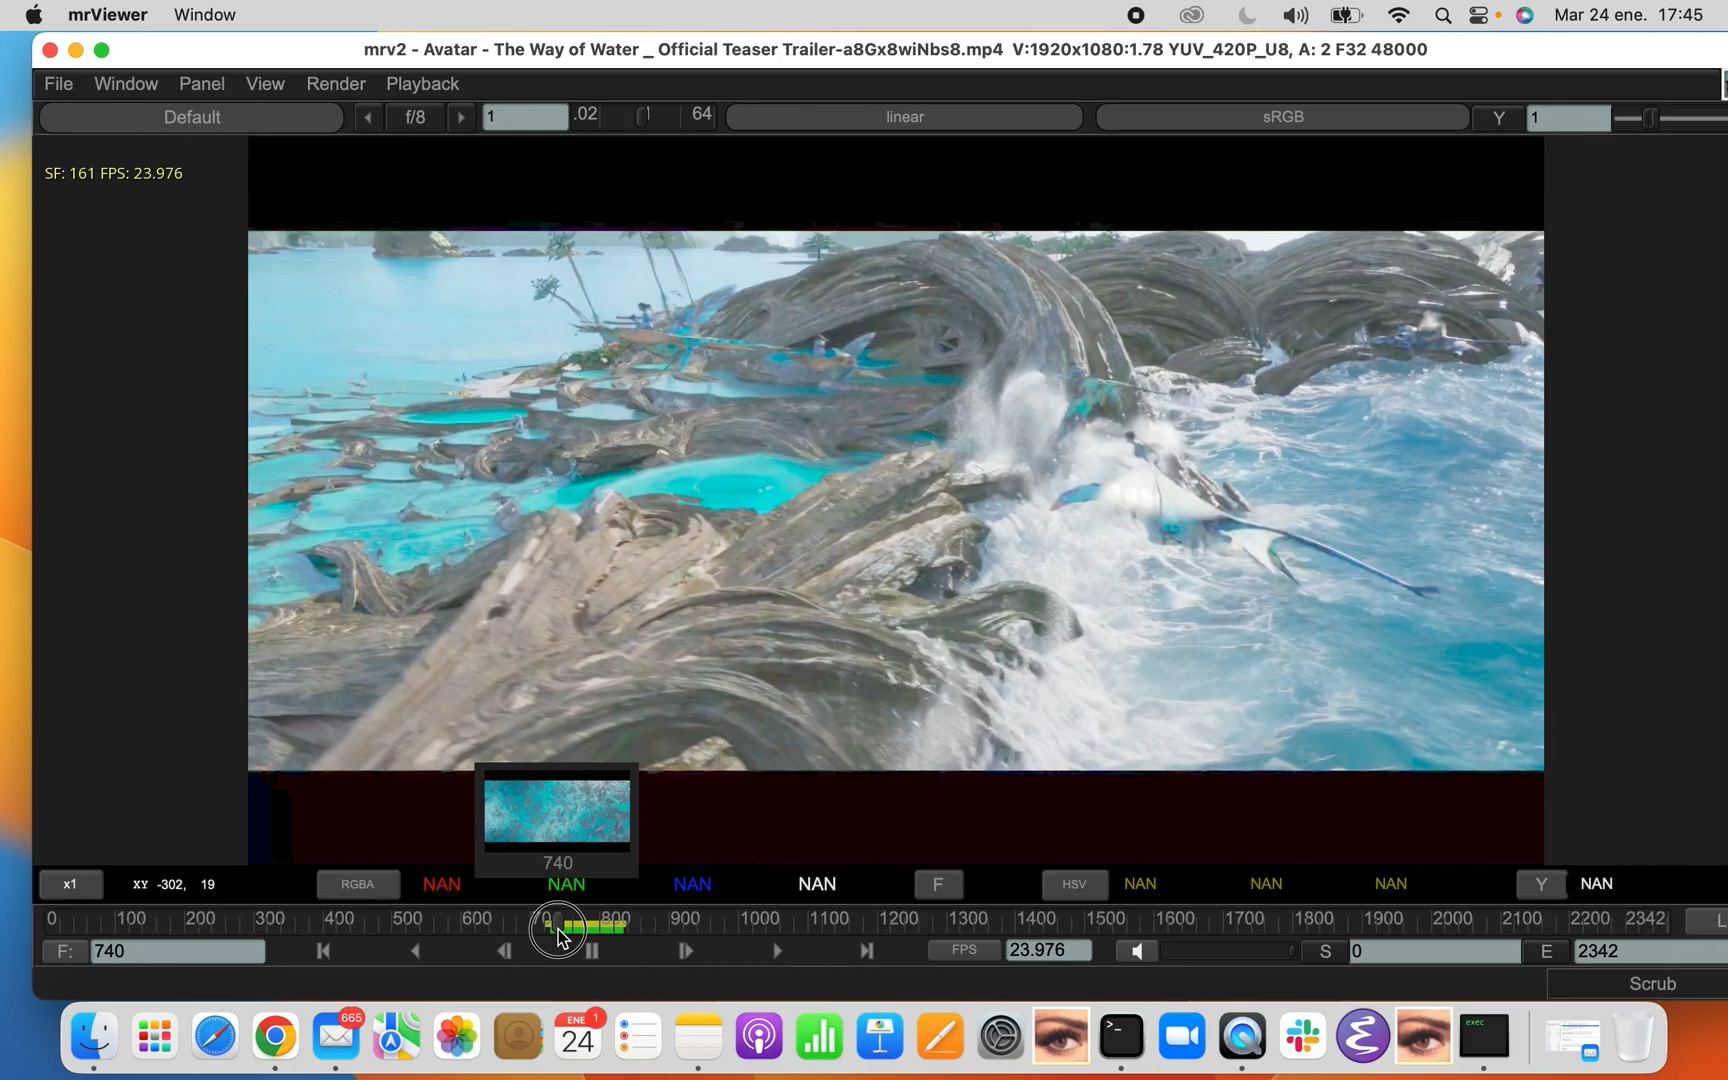 mrViewer Window Mar 24 ene. 17:45
mrv2 - Avatar - The Way of Water _ Official Teaser Trailer-a8Gx8wiNbs8.mp4 V:1920x1080:1.78 YUV_420P_U8, A: 2 F32 48000
File Window Panel View Render Playback
Default f/8 1 .02 1 64 linear sRGB Y 1
SF: 161 FPS: 23.976
740
x1 XY -302, 19 RGBA NAN NAN NAN NAN F HSV NAN NAN NAN Y NAN
0 100 200 300 400 500 600 700 800 900 1000 1100 1200 1300 1400 1500 1600 1700 1800 1900 2000 2100 2200 2342 L
F: 740 FPS 23.976 S 0 E 2342
Scrub
665 ENE 1 24 >_ exec